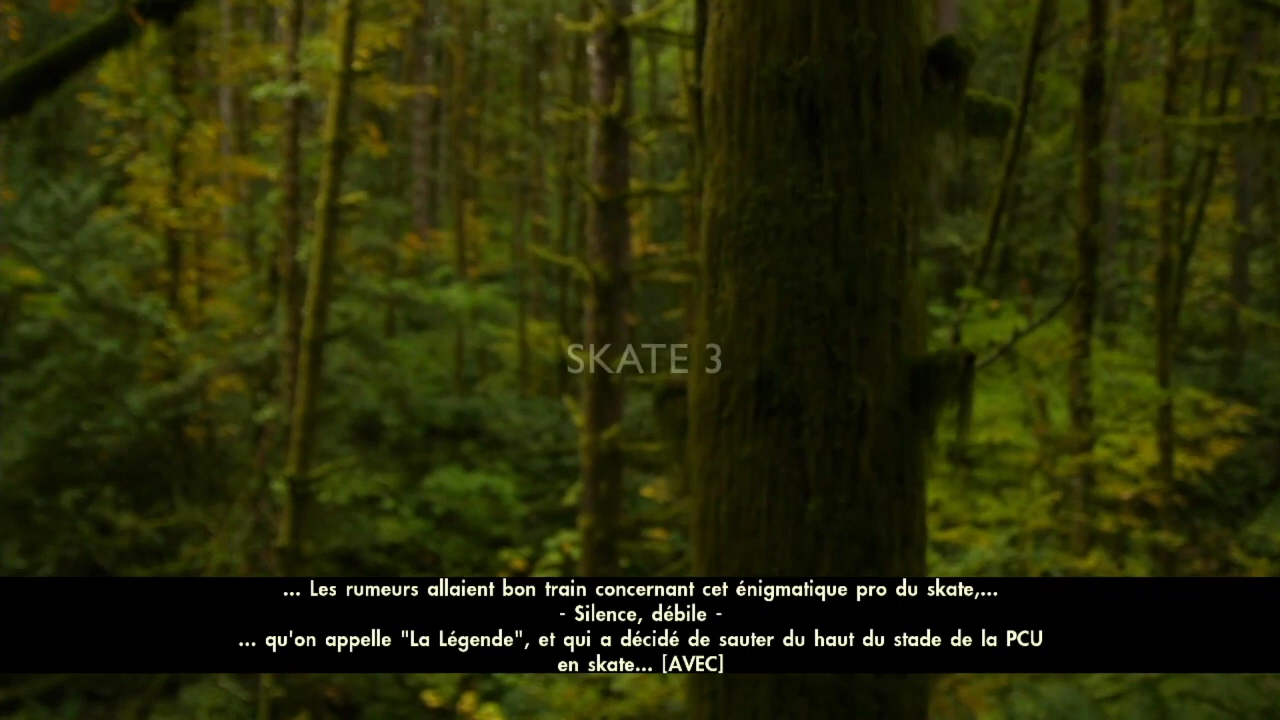 SKATE 3
... Les rumeurs allaient bon train concernant cet énigmatique pro du skate,...
- Silence, débile -
... qu'on appelle "La Légende", et qui a décidé de sauter du haut du stade de la PCU
en skate... [AVEC]